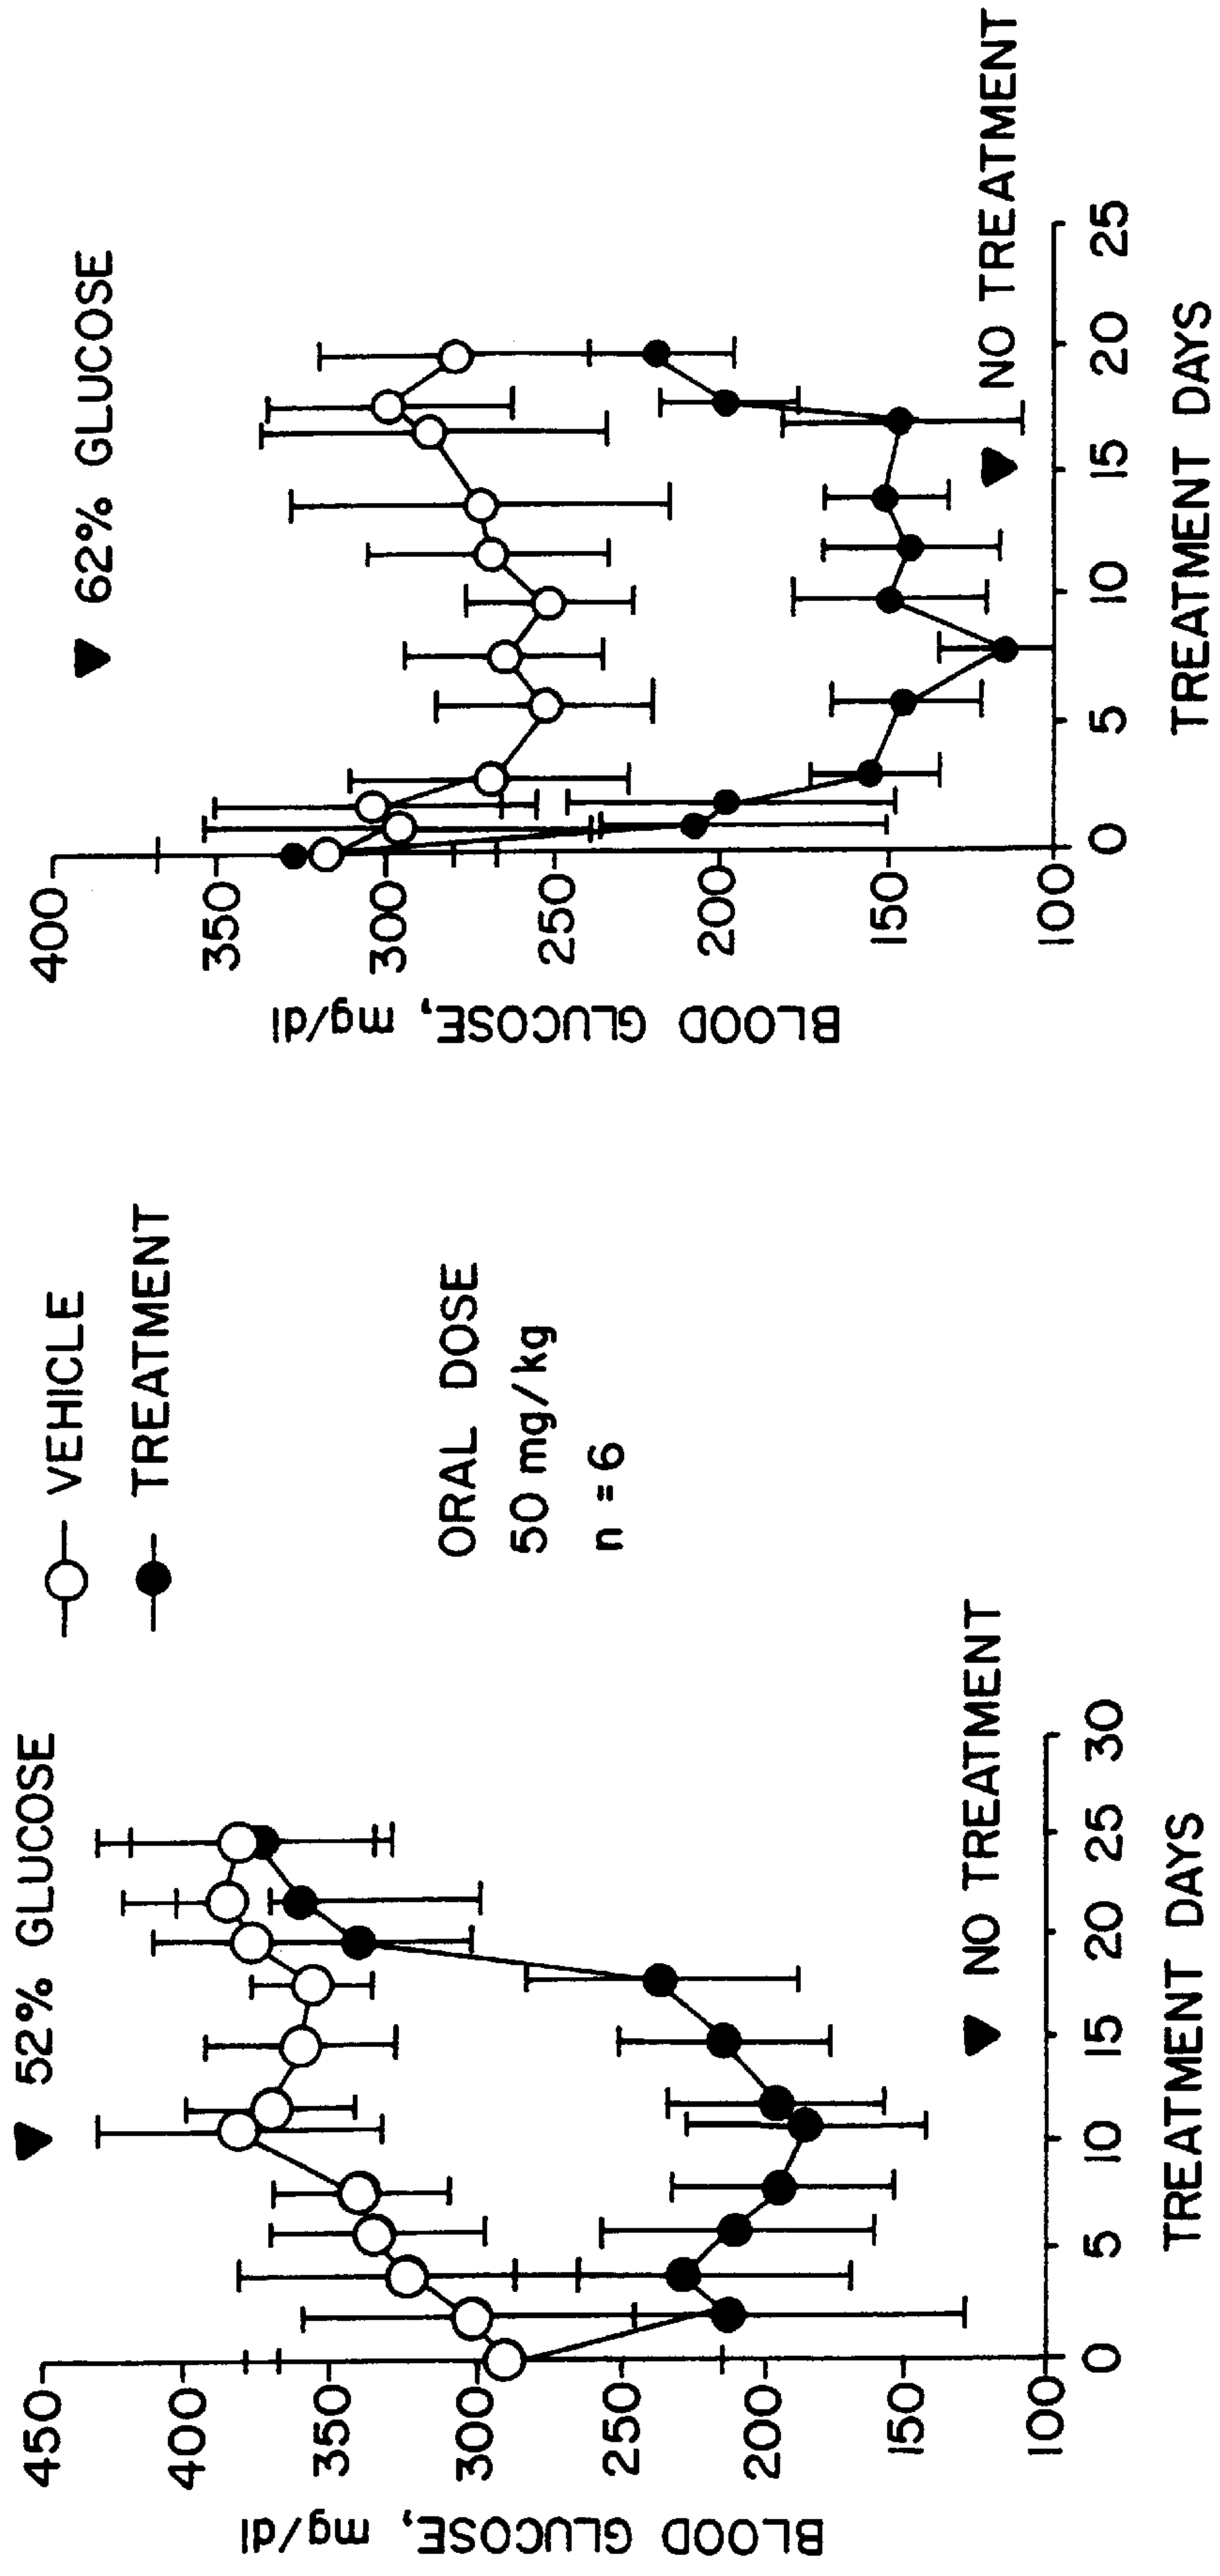 ▼ 52% GLUCOSE
450
400
350
300
250
200
150
100
BLOOD GLUCOSE, mg/dl
0 5 10 15 20 25 30
▼ NO TREATMENT
TREATMENT DAYS
VEHICLE
TREATMENT
ORAL DOSE
50 mg/kg
n = 6
▼ 62% GLUCOSE
400
350
300
250
200
150
100
BLOOD GLUCOSE, mg/dl
▼ NO TREATMENT
0 5 10 15 20 25
TREATMENT DAYS